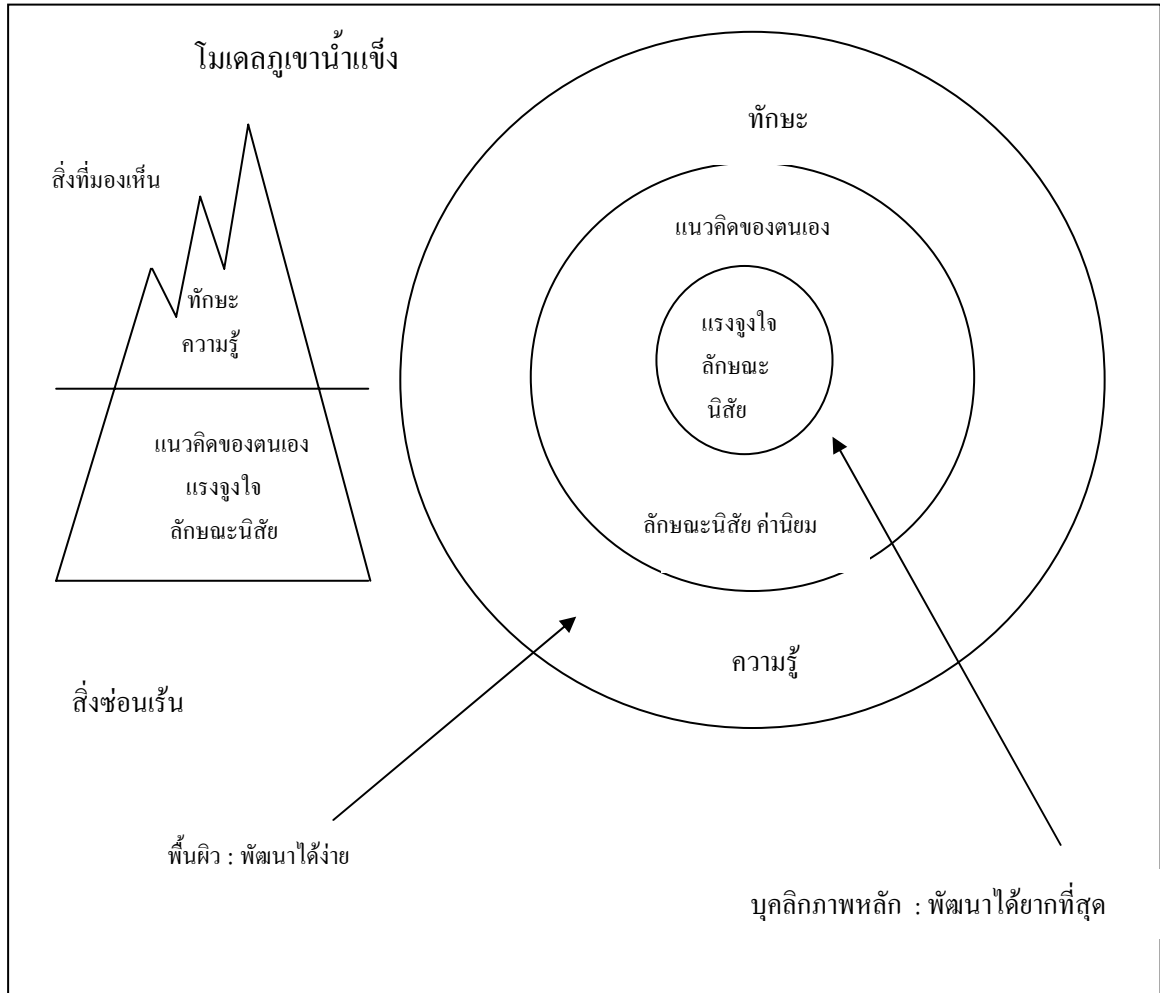 โมเดลภูเขาน้ำแข็ง
สิ่งที่มองเห็น
ทักษะ
ความรู้
แนวคิดของตนเอง
แรงจูงใจ
ลักษณะนิสัย
สิ่งซ่อนเร้น
ทักษะ
แนวคิดของตนเอง
แรงจูงใจ
ลักษณะ
นิสัย
ลักษณะนิสัย ค่านิยม
ความรู้
พื้นผิว : พัฒนาได้ง่าย
บุคลิกภาพหลัก : พัฒนาได้ยากที่สุด